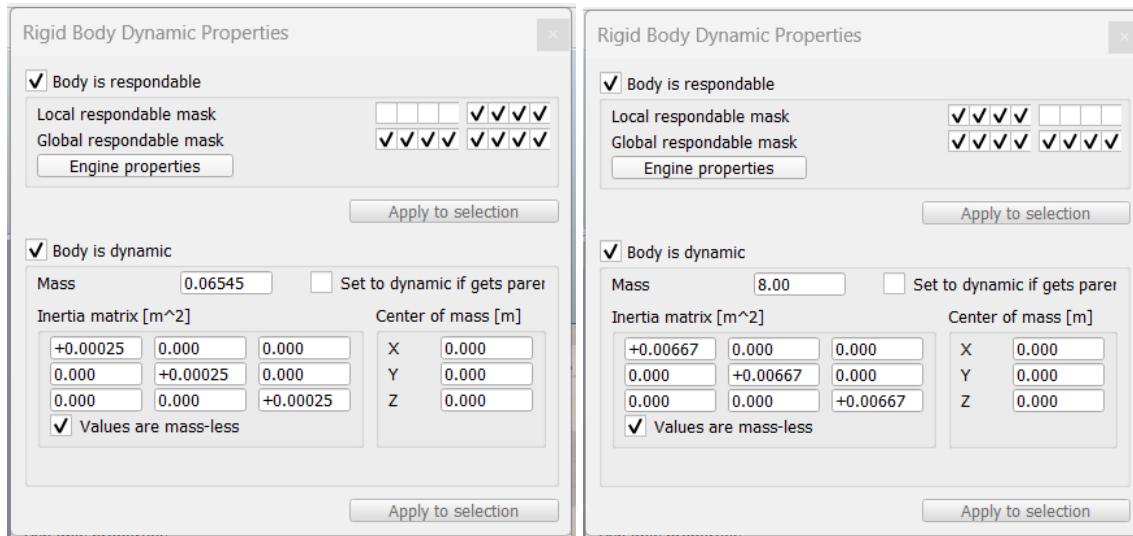 Rigid Body Dynamic Properties
Body is respondable
Local respondable mask
Global respondable mask
Engine properties
Apply to selection
Body is dynamic
Mass 0.06545 Set to dynamic if gets parer
Inertia matrix [m^2] Center of mass [m]
+0.00025 0.000 0.000 X 0.000
0.000 +0.00025 0.000 Y 0.000
0.000 0.000 +0.00025 Z 0.000
Values are mass-less
Apply to selection
Rigid Body Dynamic Properties
Body is respondable
Local respondable mask
Global respondable mask
Engine properties
Apply to selection
Body is dynamic
Mass 8.00 Set to dynamic if gets parer
Inertia matrix [m^2] Center of mass [m]
+0.00667 0.000 0.000 X 0.000
0.000 +0.00667 0.000 Y 0.000
0.000 0.000 +0.00667 Z 0.000
Values are mass-less
Apply to selection